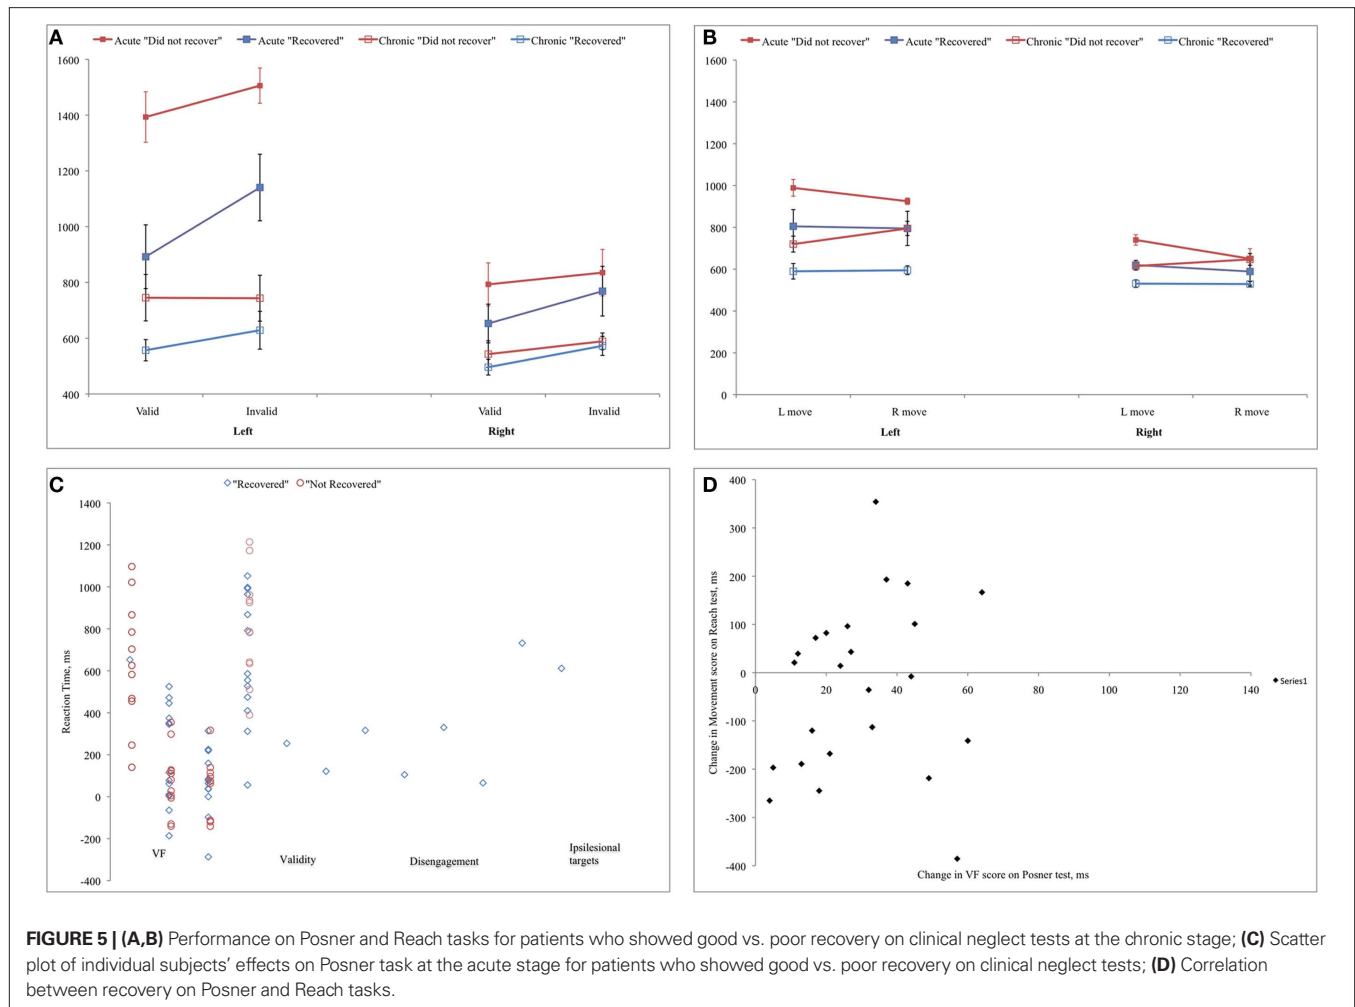 A
Acute "Did not recover" Acute "Recovered" Chronic "Did not recover" Chronic "Recovered"
1600
1400
1200
1000
800
600
400
Valid Invalid Valid Invalid
Left Right
B
Acute "Did not recover" Acute "Recovered" Chronic "Did not recover" Chronic "Recovered"
1600
1400
1200
1000
800
600
400
200
0
L move R move L move R move
Left Right
C
"Recovered" "Not Recovered"
Reaction Time, ms
1400
1200
1000
800
600
400
200
0
-200
-400
VF
Validity
Disengagement
Ipsilesional
targets
D
Change in Movement score on Reach test, ms
400
300
200
100
0
-100
-200
-300
-400
0 20 40 60 80 100 120 140
Series1
Change in VF score on Posner test, ms
FIGURE 5 | (A,B) Performance on Posner and Reach tasks for patients who showed good vs. poor recovery on clinical neglect tests at the chronic stage; (C) Scatter
plot of individual subjects' effects on Posner task at the acute stage for patients who showed good vs. poor recovery on clinical neglect tests; (D) Correlation
between recovery on Posner and Reach tasks.